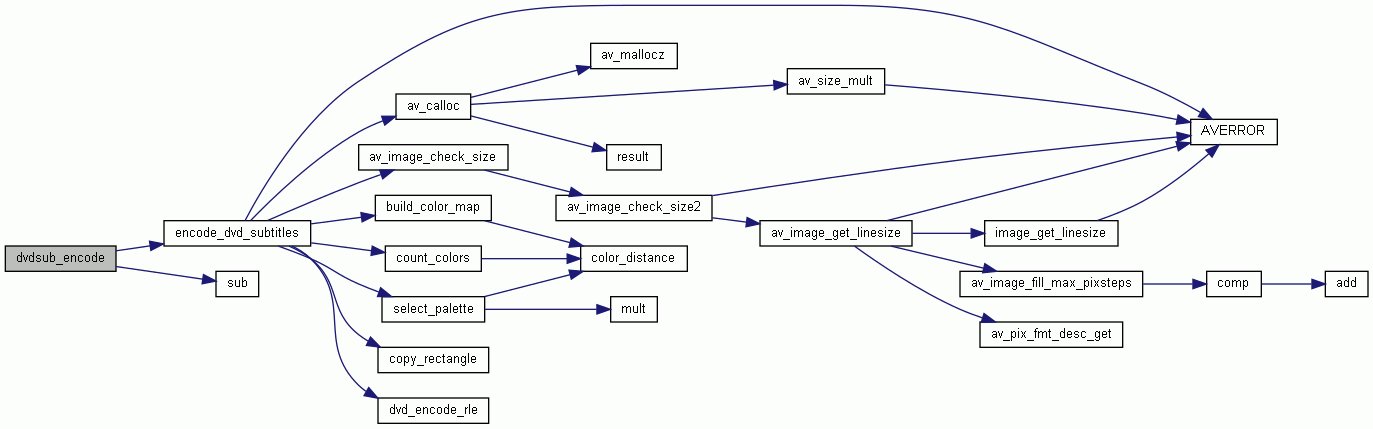 dvdsub_encode
encode_dvd_subtitles
sub
av_calloc
av_image_check_size
build_color_map
count_colors
select_palette
copy_rectangle
dvd_encode_rle
av_mallocz
result
av_image_check_size2
color_distance
mult
av_size_mult
av_image_get_linesize
image_get_linesize
av_image_fill_max_pixsteps
av_pix_fmt_desc_get
AVERROR
comp
add